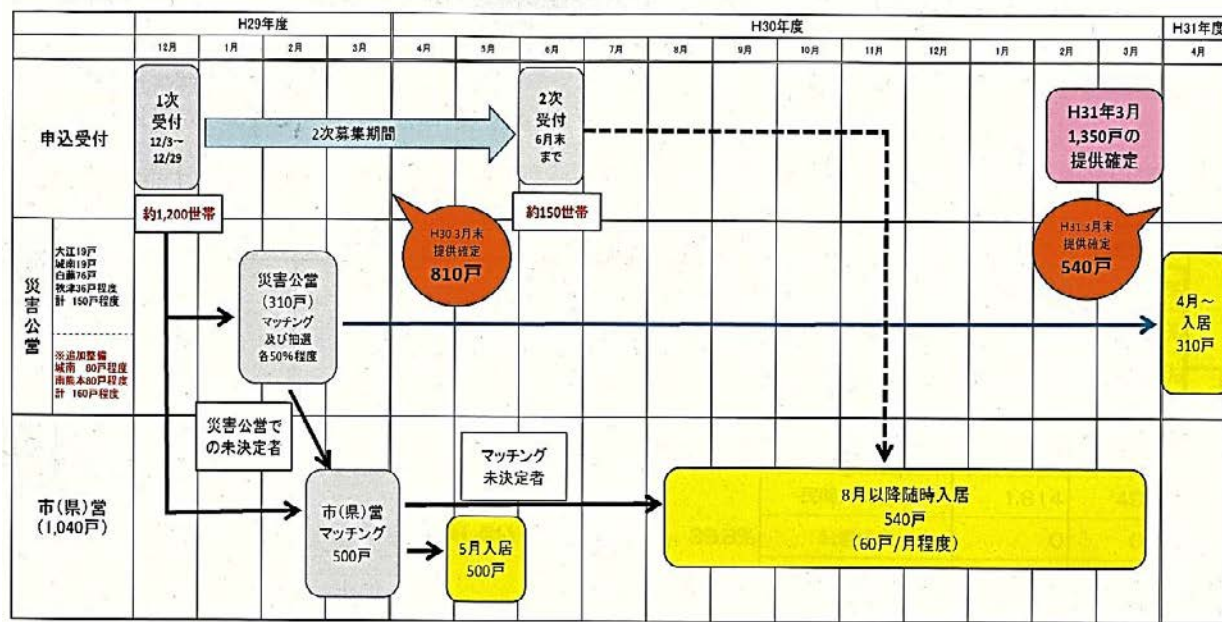 H29年度
H30年度
H31年度
12月
1月
2月
3月
4月
5月
6月
7月
8月
9月
10月
11月
12月
1月
2月
3月
4月
申込受付
1次
受付
12/3～
12/29
2次募集期間
2次
受付
6月末
まで
H31年3月
1,350戸の
提供確定
約1,200世帯
約150世帯
H30.3月末
提供確定
810戸
H31.3月末
提供確定
540戸
災害公営
大江19戸
城南19戸
白藤76戸
秋津36戸程度
計 150戸程度
※追加整備
城南 80戸程度
南熊本80戸程度
計 160戸程度
災害公営
(310戸)
マッチング
及び抽選
各50％程度
4月～
入居
310戸
災害公営で
の未決定者
マッチング
未決定者
市(県)営
(1,040戸)
市(県)営
マッチング
500戸
5月入居
500戸
8月以降随時入居
540戸
(60戸/月程度)